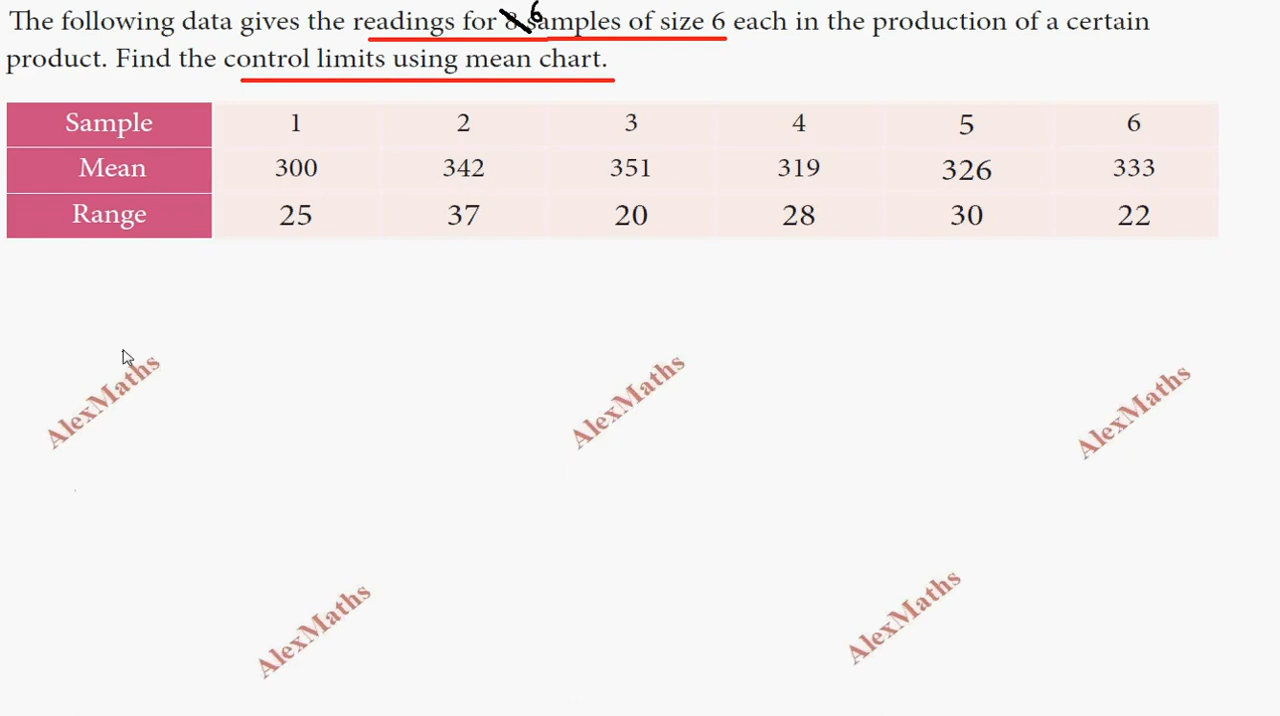 The following data gives the readings for 8 6 samples of size 6 each in the production of a certain
product. Find the control limits using mean chart.
Sample 1 2 3 4 5 6
Mean 300 342 351 319 326 333
Range 25 37 20 28 30 22
AlexMaths AlexMaths AlexMaths
AlexMaths AlexMaths